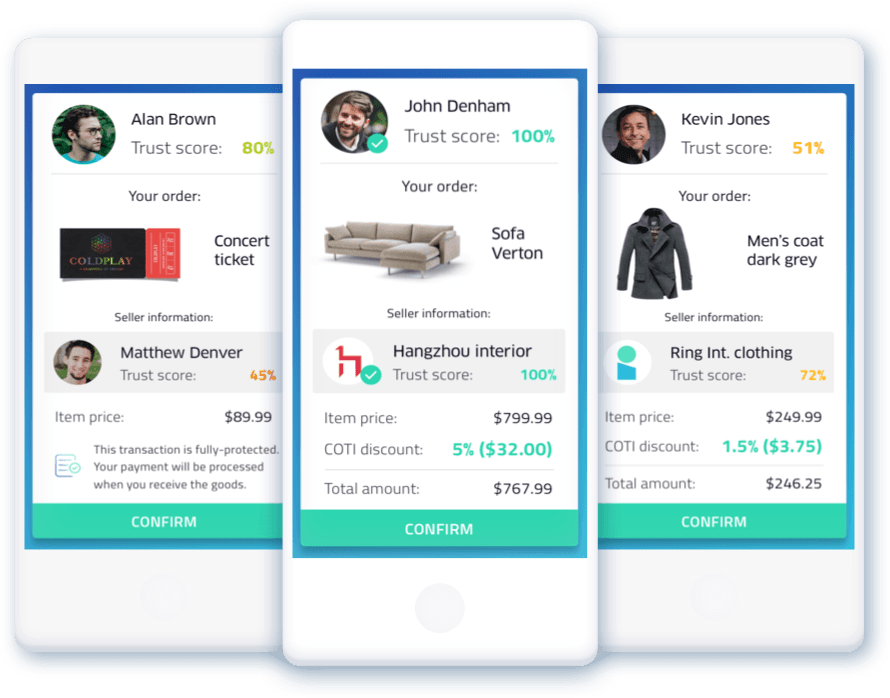 Alan Brown
Trust score: 80%
Your order:
COLDPLAY
Concert
ticket
Seller information:
Matthew Denver
Trust score: 45%
Item price: $89.99
This transaction is fully-protected.
Your payment will be processed
when you receive the goods.
CONFIRM
John Denham
Trust score: 100%
Your order:
Sofa
Verton
Seller information:
Hangzhou interior
Trust score: 100%
Item price: $799.99
COTI discount: 5% ($32.00)
Total amount: $767.99
CONFIRM
Kevin Jones
Trust score: 51%
Your order:
Men's coat
dark grey
Seller information:
Ring Int. clothing
Trust score: 72%
Item price: $249.99
COTI discount: 1.5% ($3.75)
Total amount: $246.25
CONFIRM